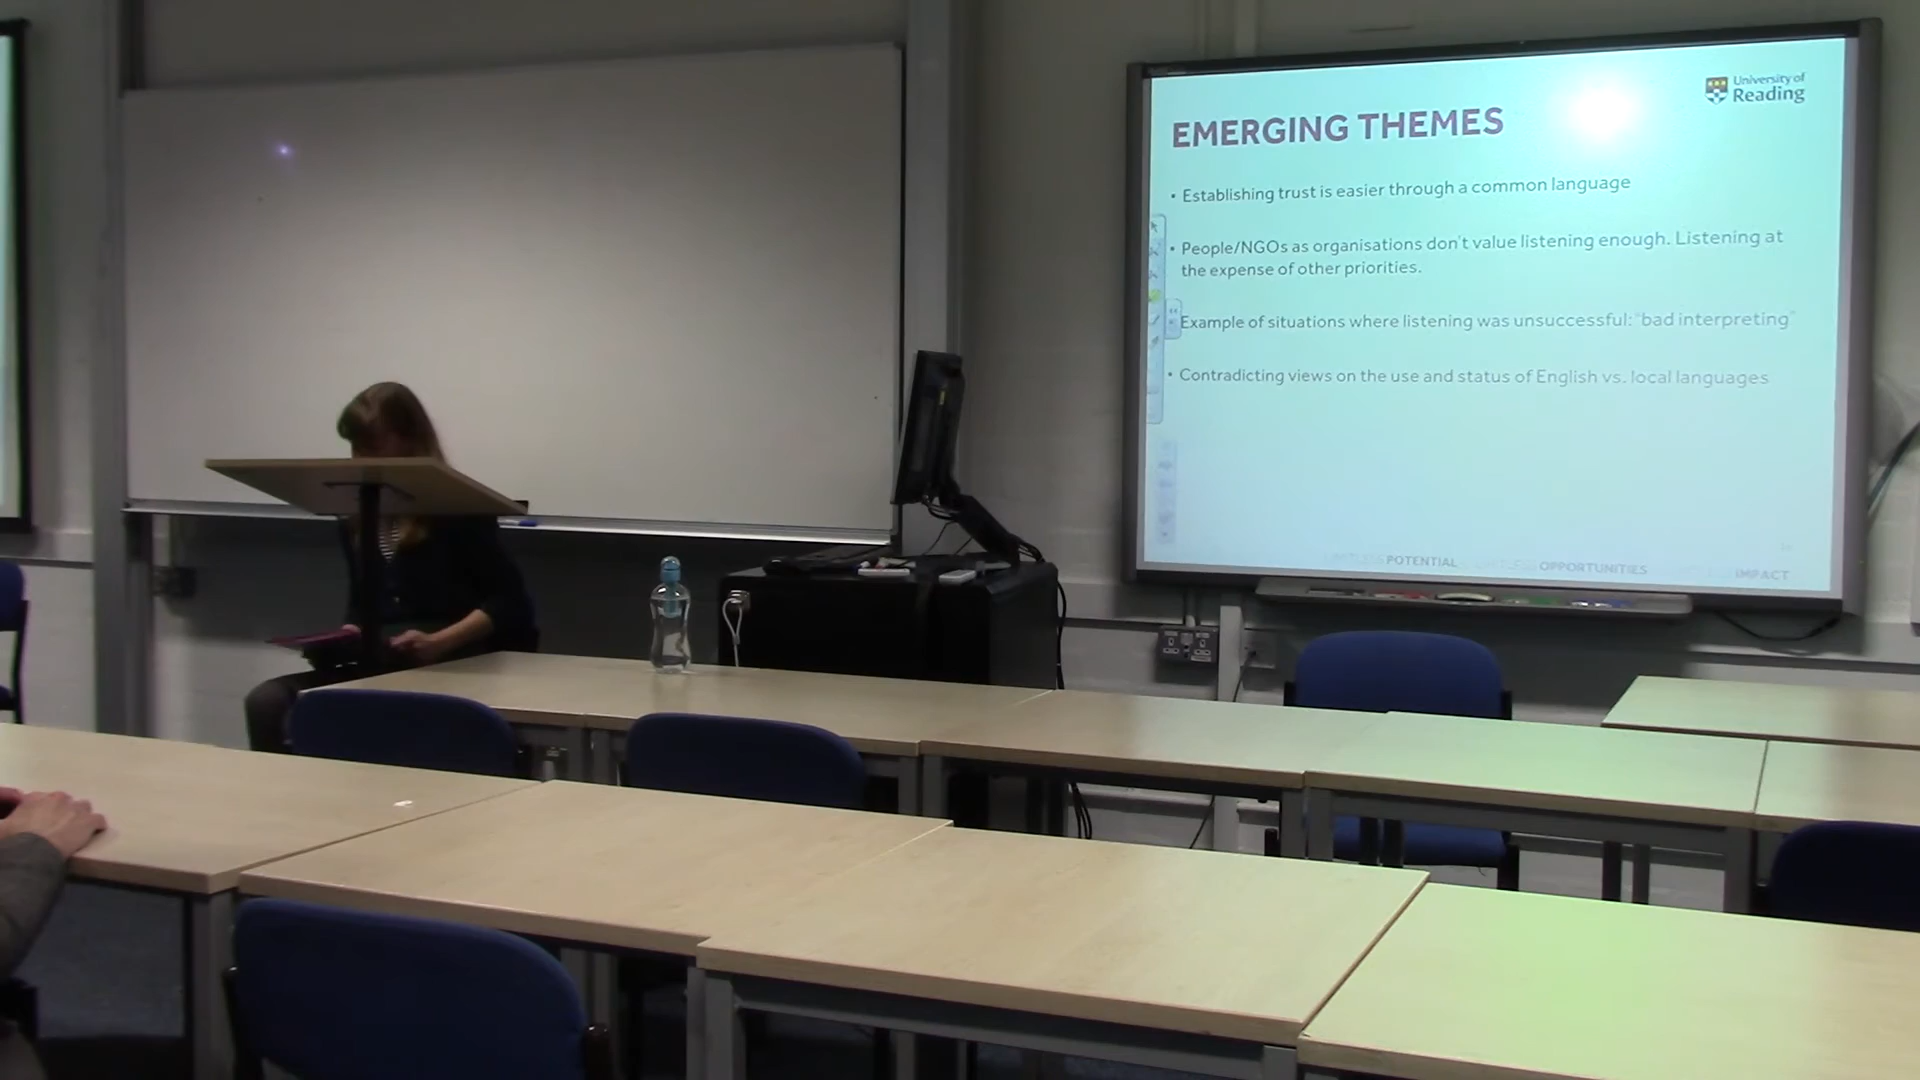 University of
Reading
EMERGING THEMES
• Establishing trust is easier through a common language
• People/NGOs as organisations don't value listening enough. Listening at
the expense of other priorities.
Example of situations where listening was unsuccessful: "bad interpreting"
• Contradicting views on the use and status of English vs. local languages
POTENTIAL OPPORTUNITIES IMPACT